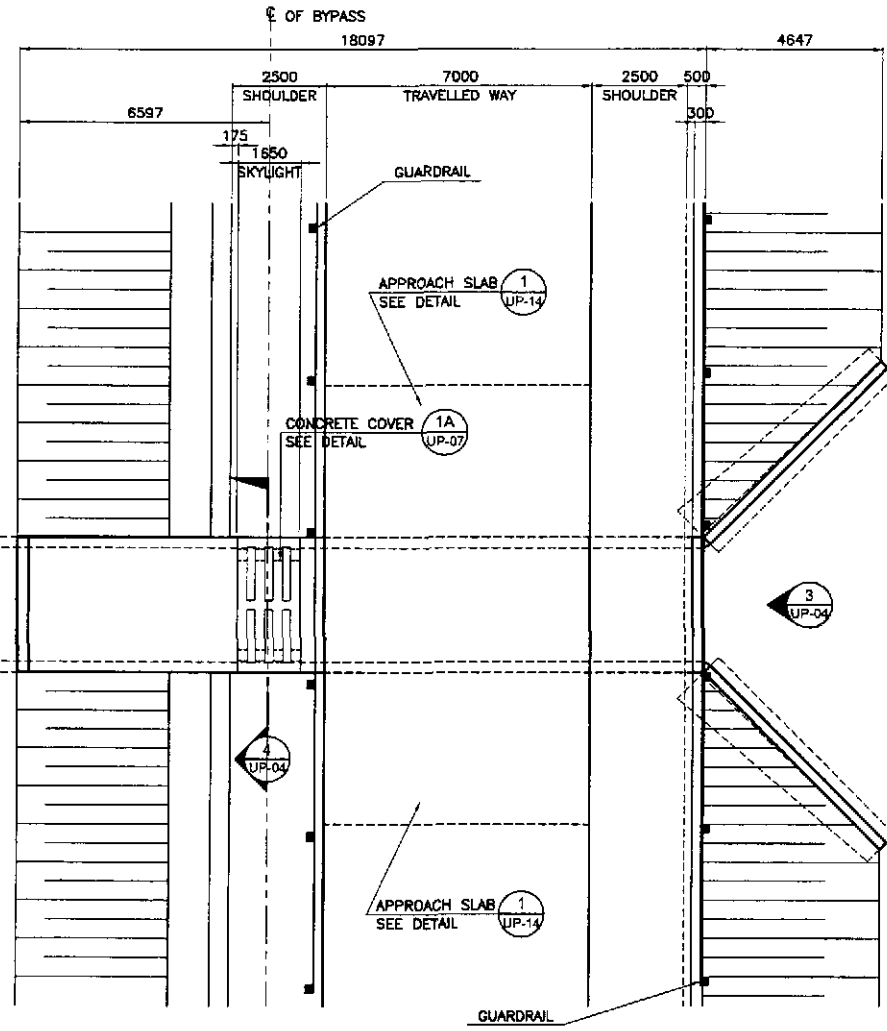 ℄ OF BYPASS
18097
4647
2500
7000
2500
500
SHOULDER
TRAVELLED WAY
SHOULDER
6597
300
175
1650
SKYLIGHT
GUARDRAIL
APPROACH SLAB
SEE DETAIL
1
UP-14
CONCRETE COVER
SEE DETAIL
1A
UP-07
3
UP-04
4
UP-04
APPROACH SLAB
SEE DETAIL
1
UP-14
GUARDRAIL